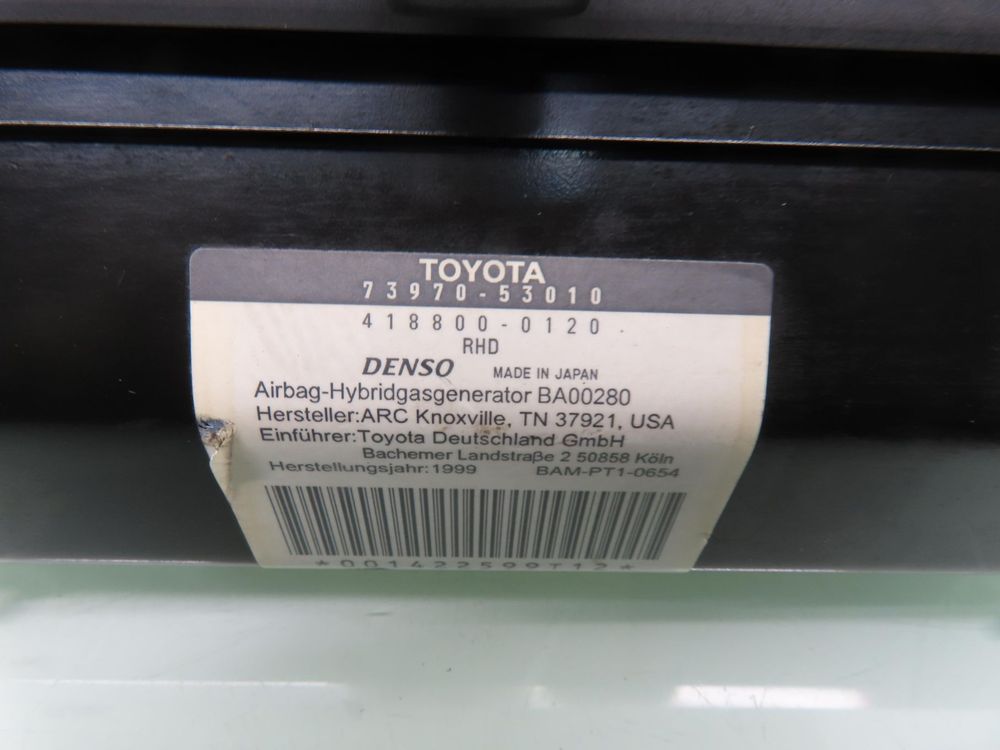 TOYOTA
73970-53010
418800-0120
RHD
DENSO MADE IN JAPAN
Airbag-Hybridgasgenerator BA00280
Hersteller:ARC Knoxville, TN 37921, USA
Einführer:Toyota Deutschland GmbH
Bachemer Landstraße 2 50858 Köln
Herstellungsjahr:1999 BAM-PT1-0654
*001422599T12*